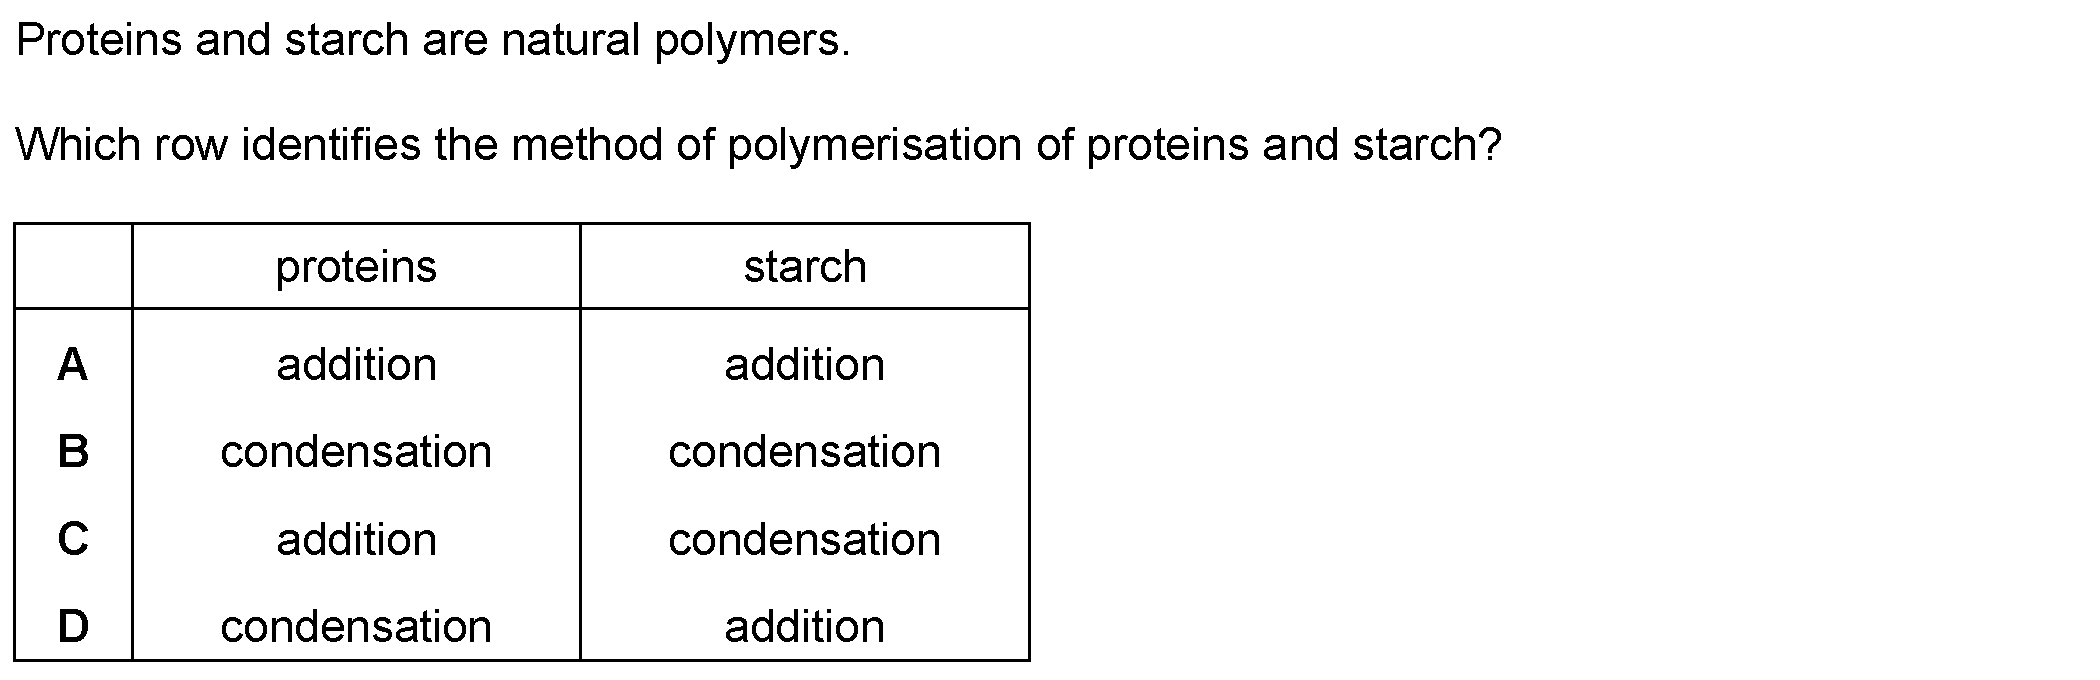 Proteins and starch are natural polymers.
Which row identifies the method of polymerisation of proteins and starch?
proteins starch
A addition addition
B condensation condensation
C addition condensation
D condensation addition